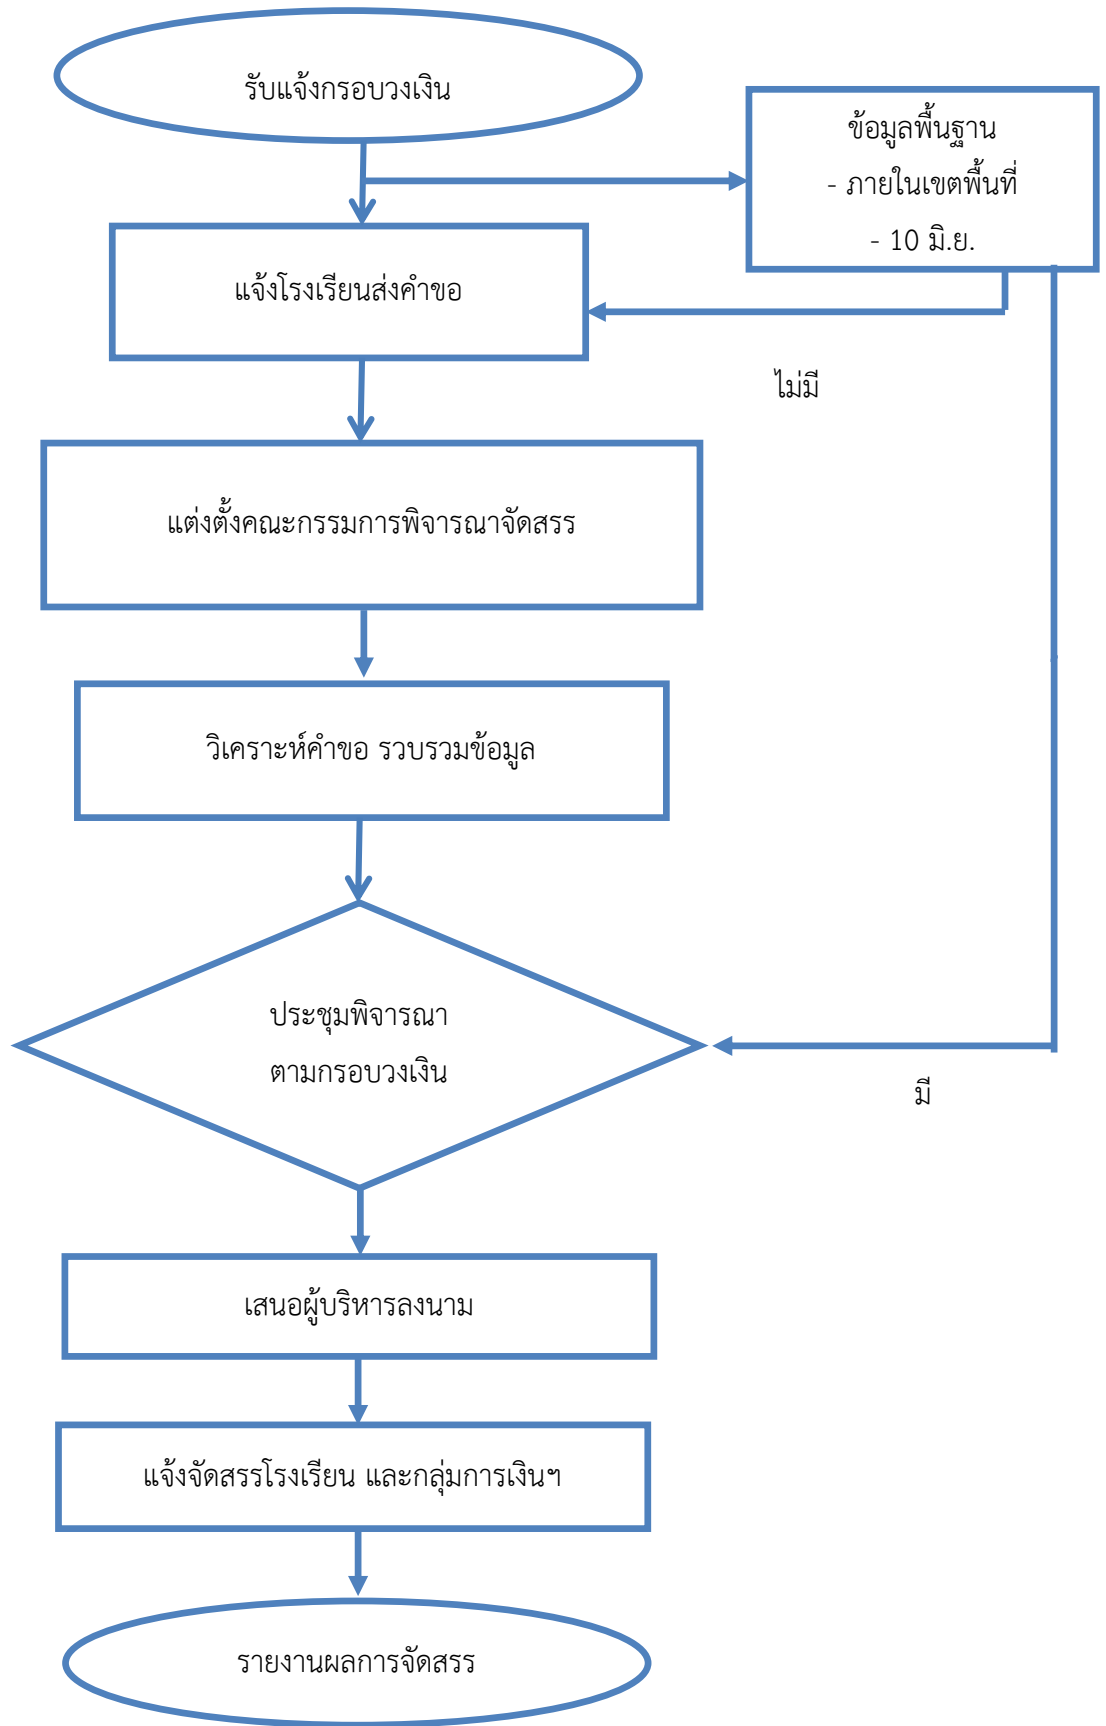 รับแจ้งกรอบวงเงิน
ข้อมูลพื้นฐาน
- ภายในเขตพื้นที่
- 10 มิ.ย.
แจ้งโรงเรียนส่งคำขอ
ไม่มี
แต่งตั้งคณะกรรมการพิจารณาจัดสรร
วิเคราะห์คำขอ รวบรวมข้อมูล
ประชุมพิจารณา
ตามกรอบวงเงิน
มี
เสนอผู้บริหารลงนาม
แจ้งจัดสรรโรงเรียน และกลุ่มการเงินฯ
รายงานผลการจัดสรร